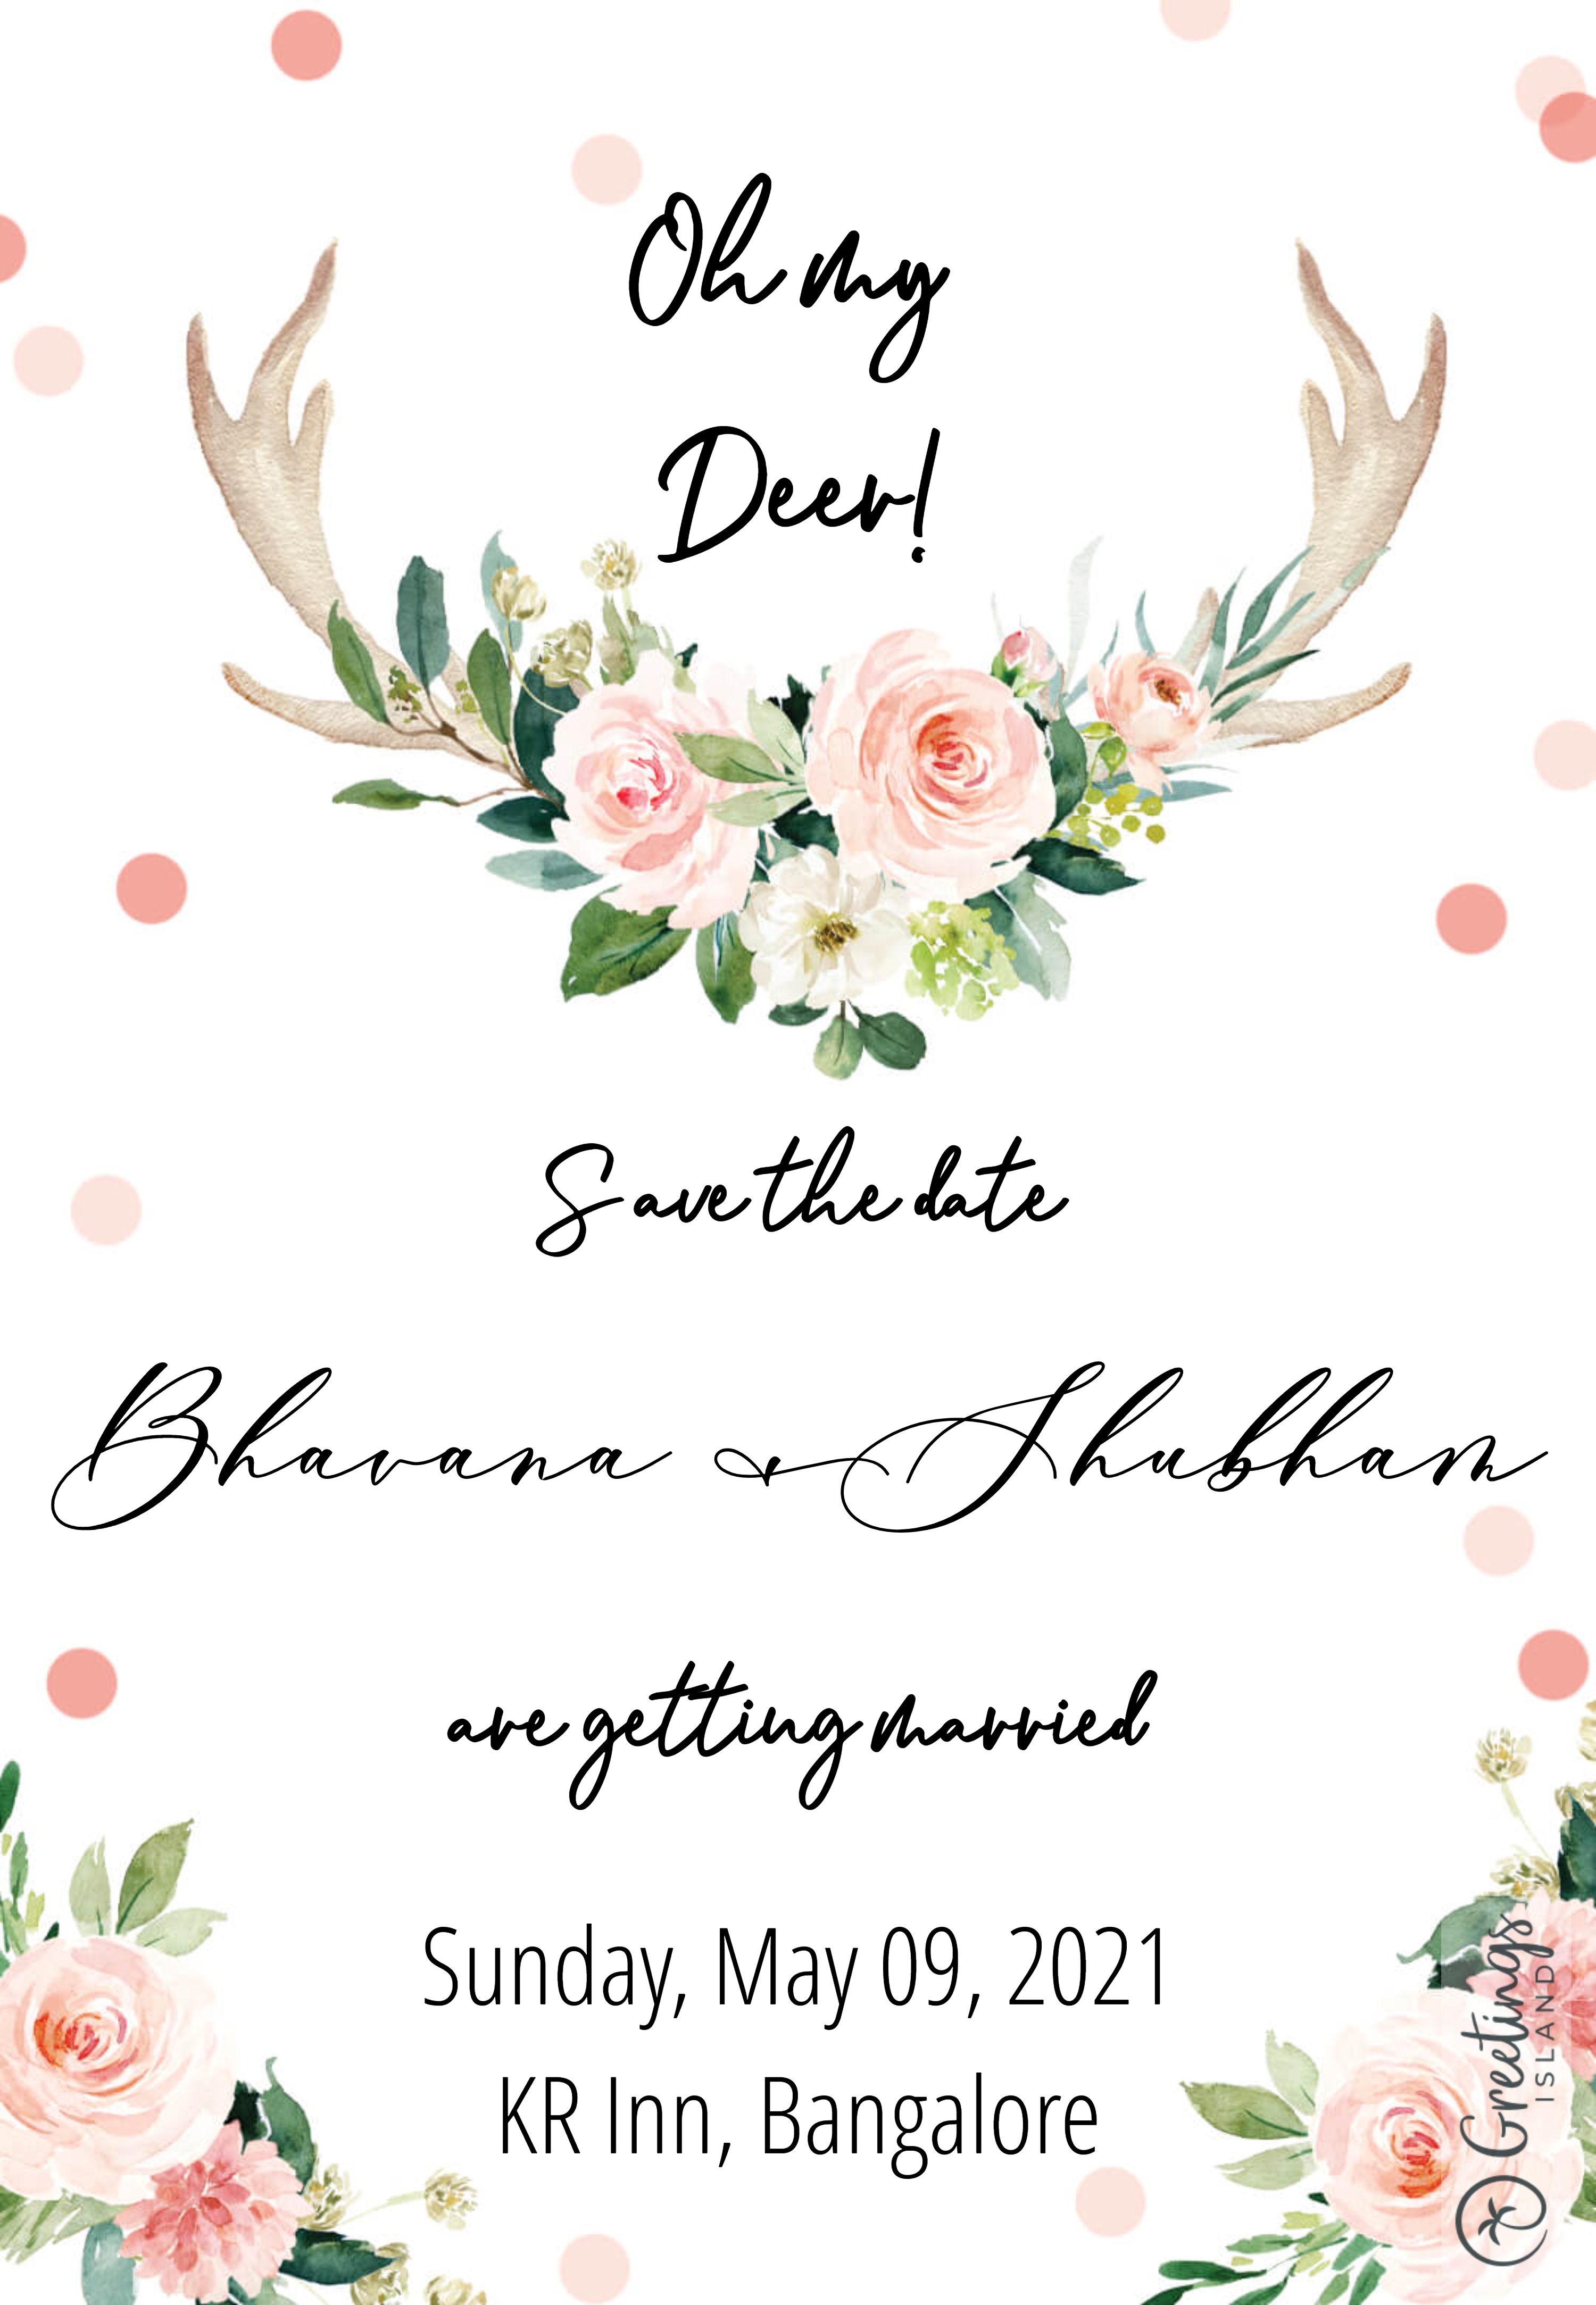 Oh my
Deer!
Save the date
Bhavana & Shubham
are getting married
Sunday, May 09, 2021
KR Inn, Bangalore
Greetings
ISLAND